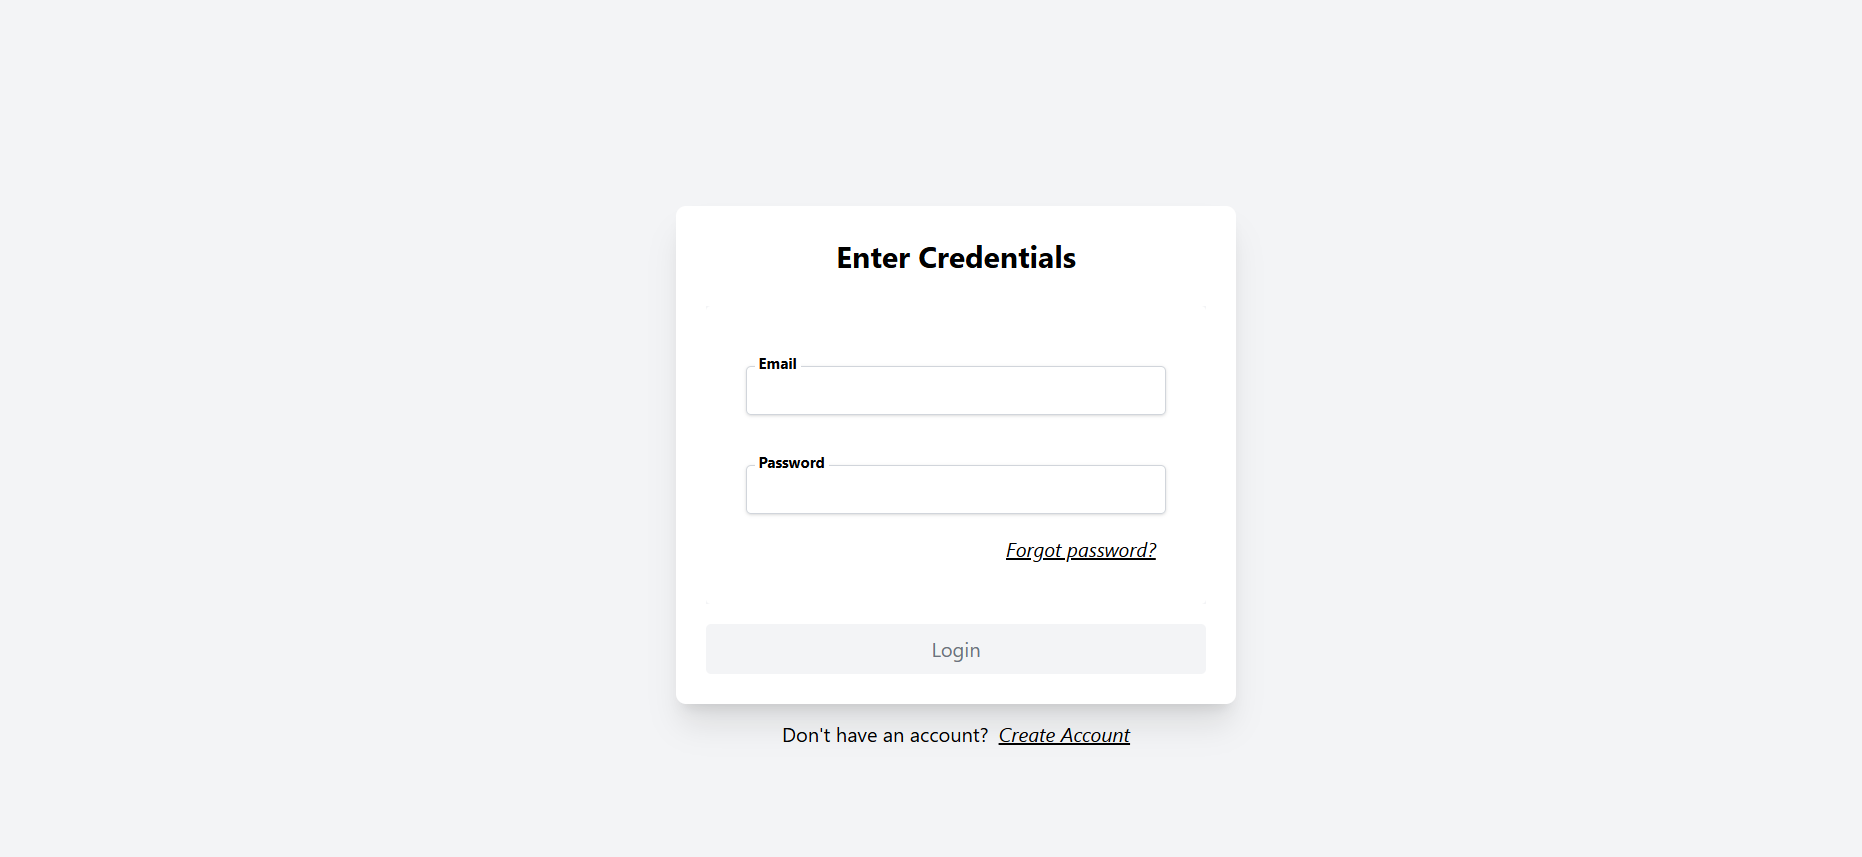 Enter Credentials
Email
Password
Forgot password?
Login
Don't have an account? Create Account